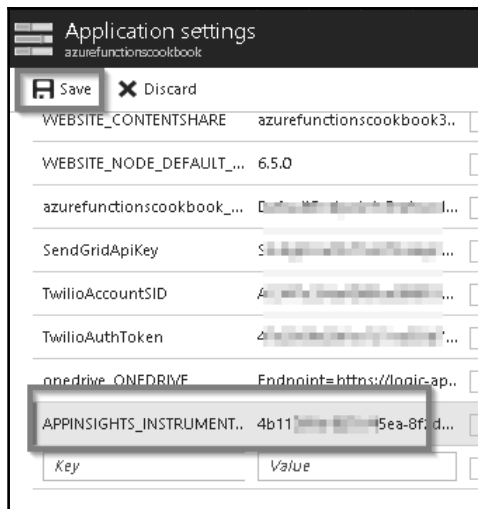 Application settings
azurefunctionscookbook
Save Discard
WEBSITE_CONTENTSHARE azurefunctionscookbook3..
WEBSITE_NODE_DEFAULT_... 6.5.0
azurefunctionscookbook_...
SendGridApiKey
TwilioAccountSID
TwilioAuthToken
onedrive_ONEDRIVE Endpoint=https://logic-ap..
APPINSIGHTS_INSTRUMENT.. 4b11 5ea-8f2d...
Key Value